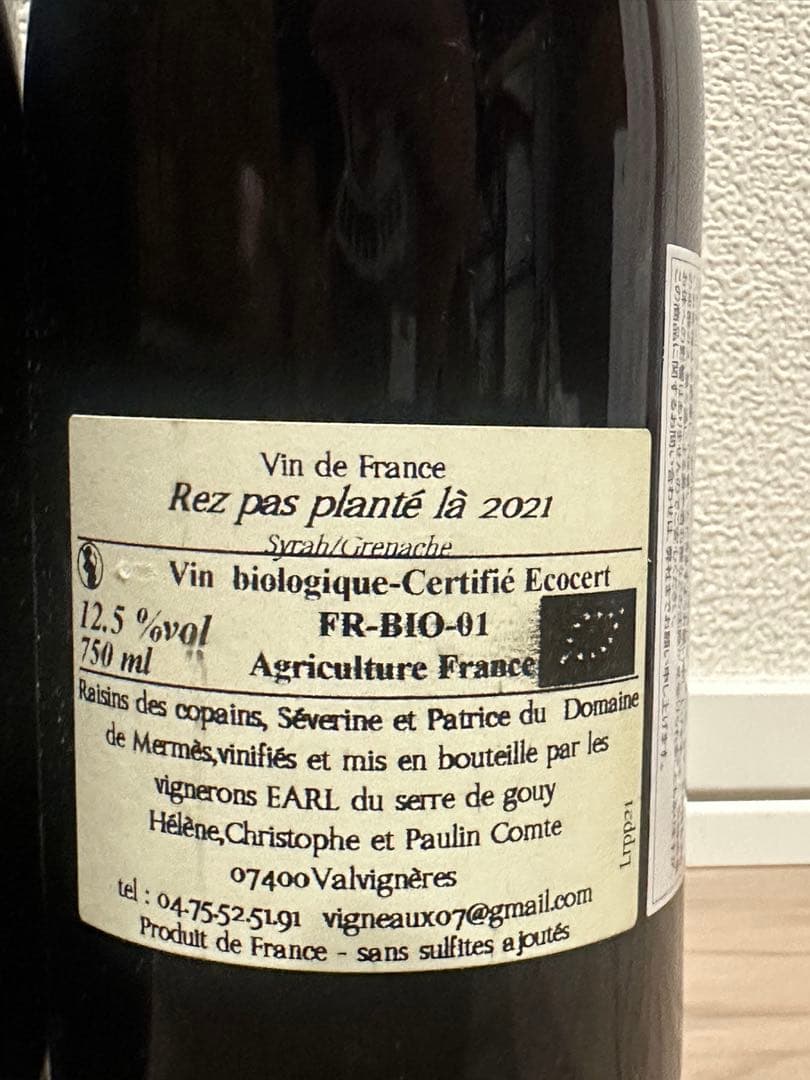 Vin de France
Rez pas planté là 2021
Syrah/Grenache
Vin biologique-Certifié Ecocert
12.5 %vol
FR-BIO-01
750 ml
Agriculture France
Raisins des copains, Séverine et Patrice du Domaine
de Mermès,vinifiés et mis en bouteille par les
vignerons EARL du serre de gouy
Hélène,Christophe et Paulin Comte
07400Valvignères
tel : 04-75-52.51.91 vigneaux07@gmail.com
Produit de France - sans sulfites ajoutés
Lrpp21